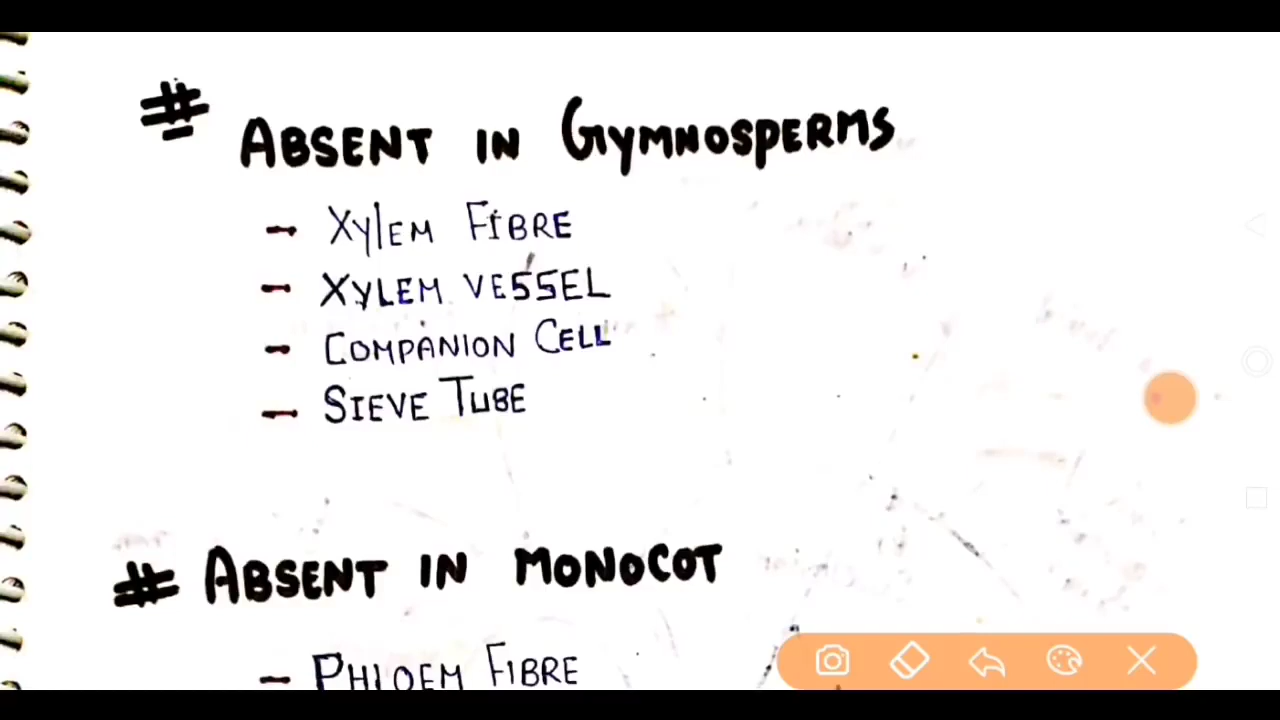 # ABSENT IN GYMNOSPERMS
- XYLEM FIBRE
- XYLEM VESSEL
- COMPANION CELL
- SIEVE TUBE
# ABSENT IN MONOCOT
- PHLOEM FIBRE